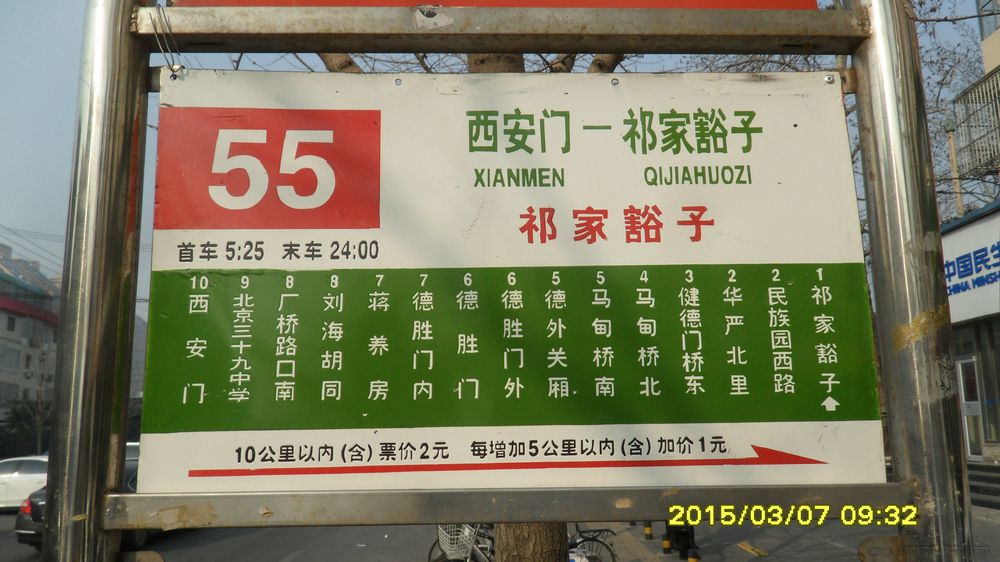 55
西安门—祁家豁子
XIANMEN QIJIAHUOZI
祁家豁子
首车 5:25 末车 24:00
10 西安门
9 北京三十九中学
8 厂桥路口南
8 刘海胡同
7 蒋养房
7 德胜门内
6 德胜门
6 德胜门外
5 德外关厢
5 马甸桥南
4 马甸桥北
3 健德门桥东
2 华严北里
2 民族园西路
1 祁家豁子
10公里以内(含)票价2元 每增加5公里以内(含)加价1元
中国民生
CHINA MINSH
2015/03/07 09:32